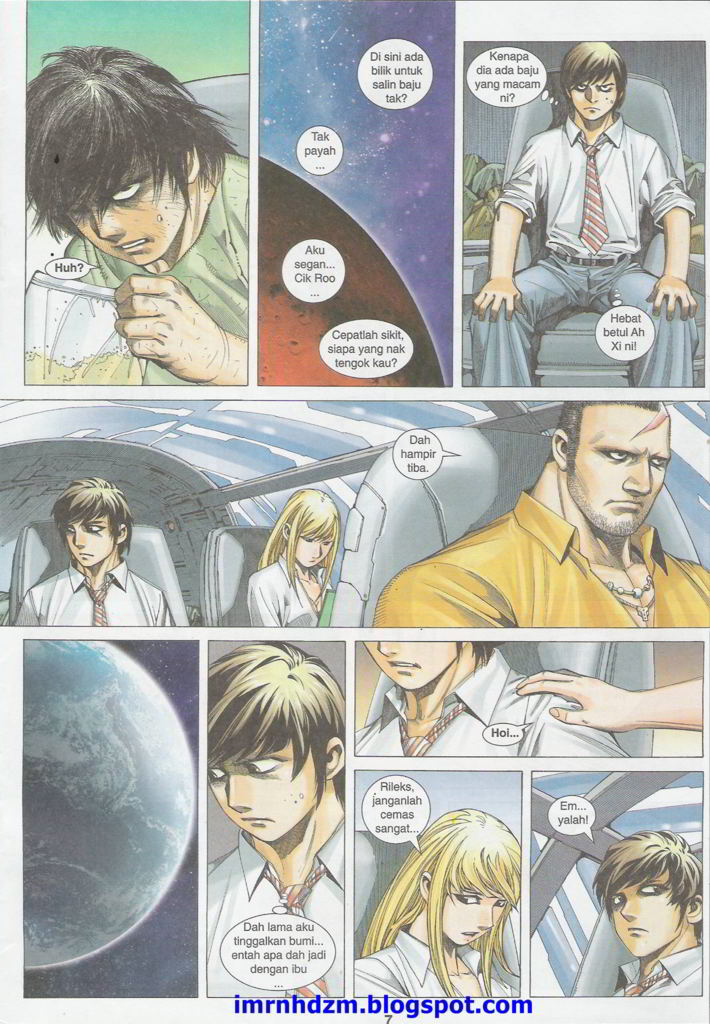 Huh?
Di sini ada
bilik untuk
salin baju
tak?
Tak
payah
...
Aku
segan...
Cik Roo
...
Cepatlah sikit,
siapa yang nak
tengok kau?
Kenapa
dia ada baju
yang macam
ni?
Hebat
betul Ah
Xi ni!
Dah
hampir
tiba.
Dah lama aku
tinggalkan bumi...
entah apa dah jadi
dengan ibu
...
Hoi...
Rileks,
janganlah
cemas
sangat...
Em...
yalah!
imrnhdzm.blogspot.com
7